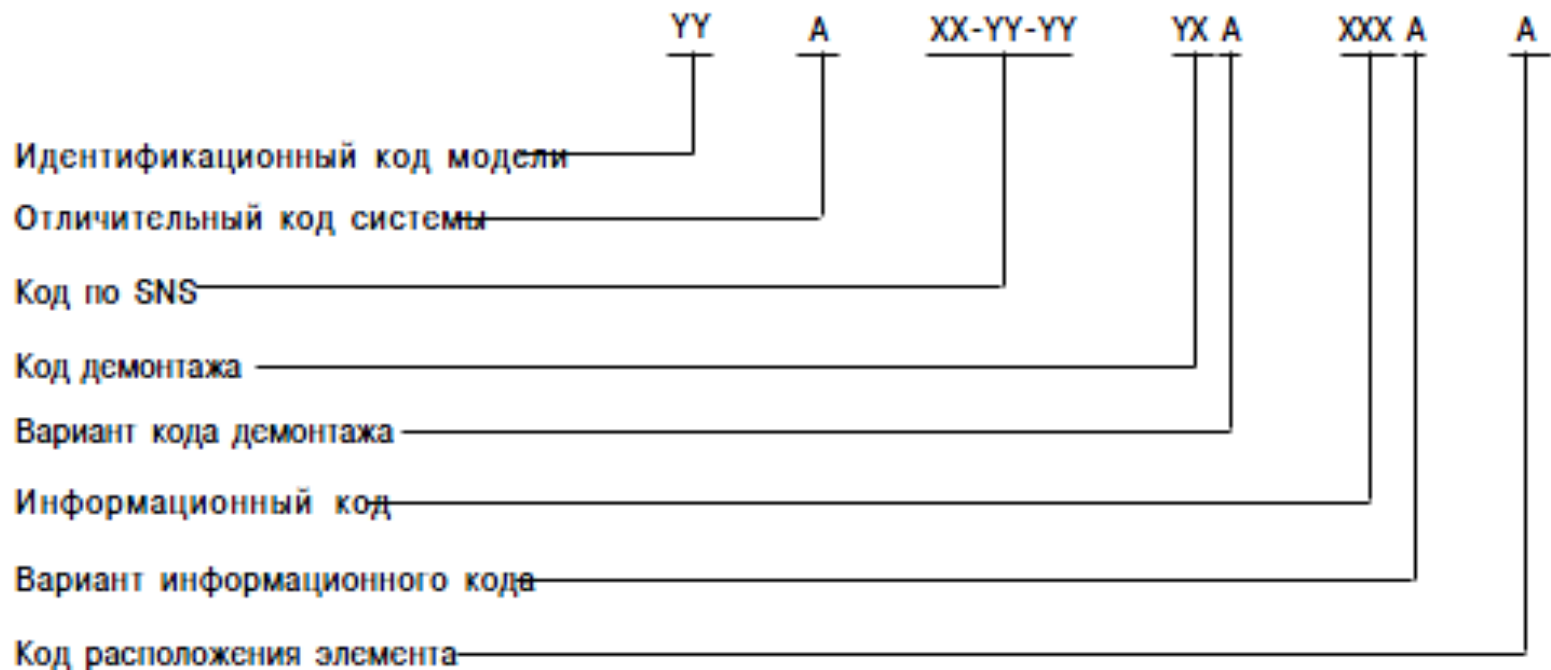 YY A XX-YY-YY YX A XXX A A
Идентификационный код модели
Отличительный код системы
Код по SNS
Код демонтажа
Вариант кода демонтажа
Информационный код
Вариант информационного кода
Код расположения элемента